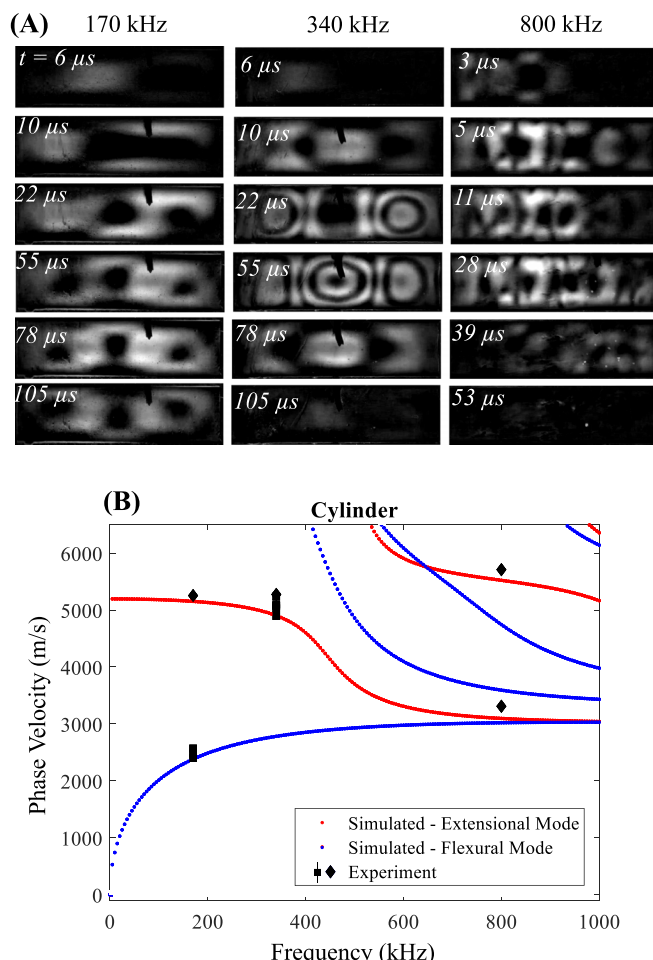 (A)
170 kHz 340 kHz 800 kHz
t = 6 µs 6 µs 3 µs
10 µs 10 µs 5 µs
22 µs 22 µs 11 µs
55 µs 55 µs 28 µs
78 µs 78 µs 39 µs
105 µs 105 µs 53 µs
(B)
Cylinder
6000
5000
4000
3000
2000
1000
0
Phase Velocity (m/s)
Simulated - Extensional Mode
Simulated - Flexural Mode
Experiment
0 200 400 600 800 1000
Frequency (kHz)